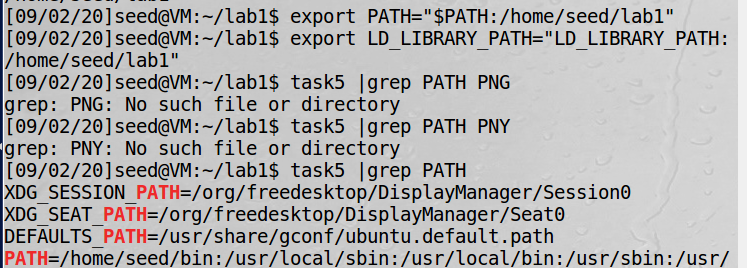 [09/02/20]seed@VM:~/lab1$ export PATH="$PATH:/home/seed/lab1"
[09/02/20]seed@VM:~/lab1$ export LD_LIBRARY_PATH="LD_LIBRARY_PATH:
/home/seed/lab1"
[09/02/20]seed@VM:~/lab1$ task5 |grep PATH PNG
grep: PNG: No such file or directory
[09/02/20]seed@VM:~/lab1$ task5 |grep PATH PNY
grep: PNY: No such file or directory
[09/02/20]seed@VM:~/lab1$ task5 |grep PATH
XDG_SESSION_PATH=/org/freedesktop/DisplayManager/Session0
XDG_SEAT_PATH=/org/freedesktop/DisplayManager/Seat0
DEFAULTS_PATH=/usr/share/gconf/ubuntu.default.path
PATH=/home/seed/bin:/usr/local/sbin:/usr/local/bin:/usr/sbin:/usr/